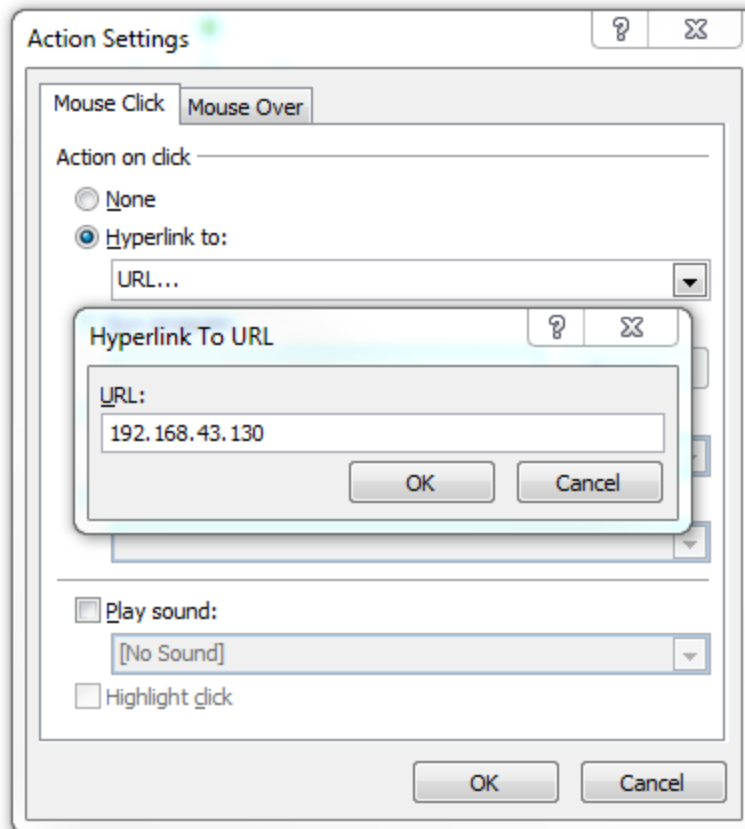 Action Settings
Mouse Click
Mouse Over
Action on click
None
Hyperlink to:
URL...
Hyperlink To URL
URL:
192.168.43.130
OK
Cancel
Play sound:
[No Sound]
Highlight click
OK
Cancel